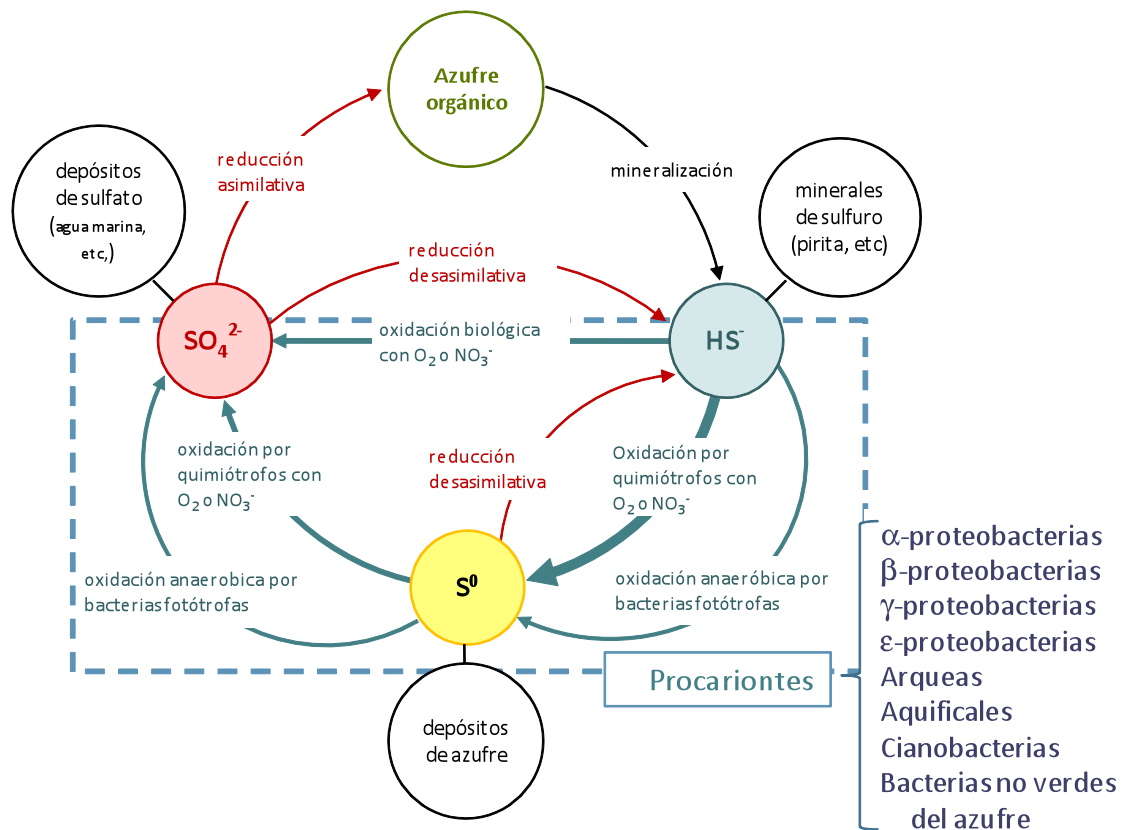 Azufre
orgánico
reducción
asimilativa
mineralización
depósitos
de sulfato
(agua marina,
etc,)
minerales
de sulfuro
(pirita, etc)
reducción
desasimilativa
SO₄²⁻
oxidación biológica
con O₂ o NO₃⁻
HS⁻
oxidación por
quimiótrofos con
O₂ o NO₃⁻
reducción
desasimilativa
Oxidación por
quimiótrofos con
O₂ o NO₃⁻
oxidación anaerobica por
bacterias fotótrofas
S⁰
oxidación anaeróbica por
bacterias fotótrofas
depósitos
de azufre
Procariontes
α-proteobacterias
β-proteobacterias
γ-proteobacterias
ε-proteobacterias
Arqueas
Aquificales
Cianobacterias
Bacterias no verdes
del azufre